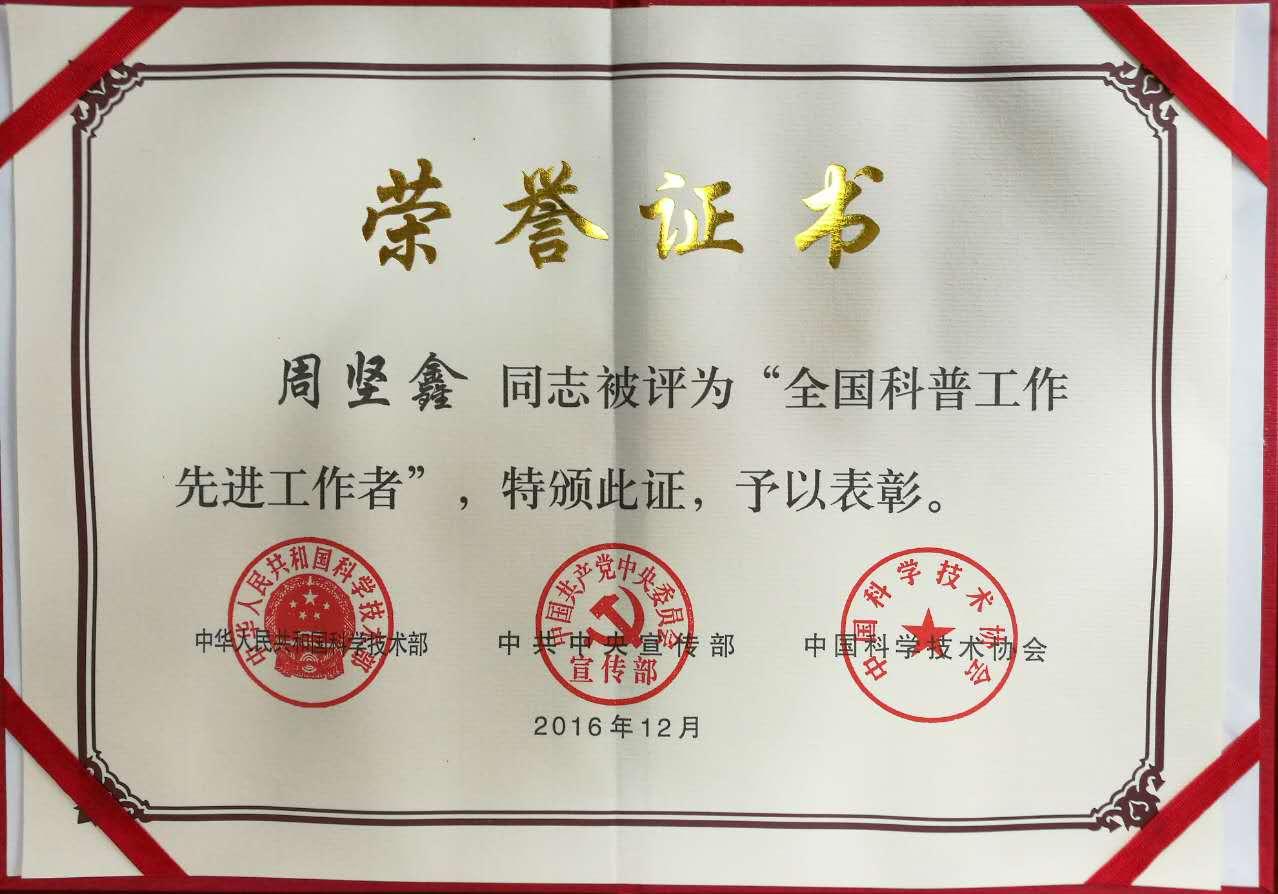 荣誉证书
周坚鑫 同志被评为“全国科普工作
先进工作者”，特颁此证，予以表彰。
中华人民共和国科学技术部
中华人民共和国科学技术部
中国共产党中央委员会
宣传部
中共中央宣传部
中国科学技术协会
中国科学技术协会
2016年12月